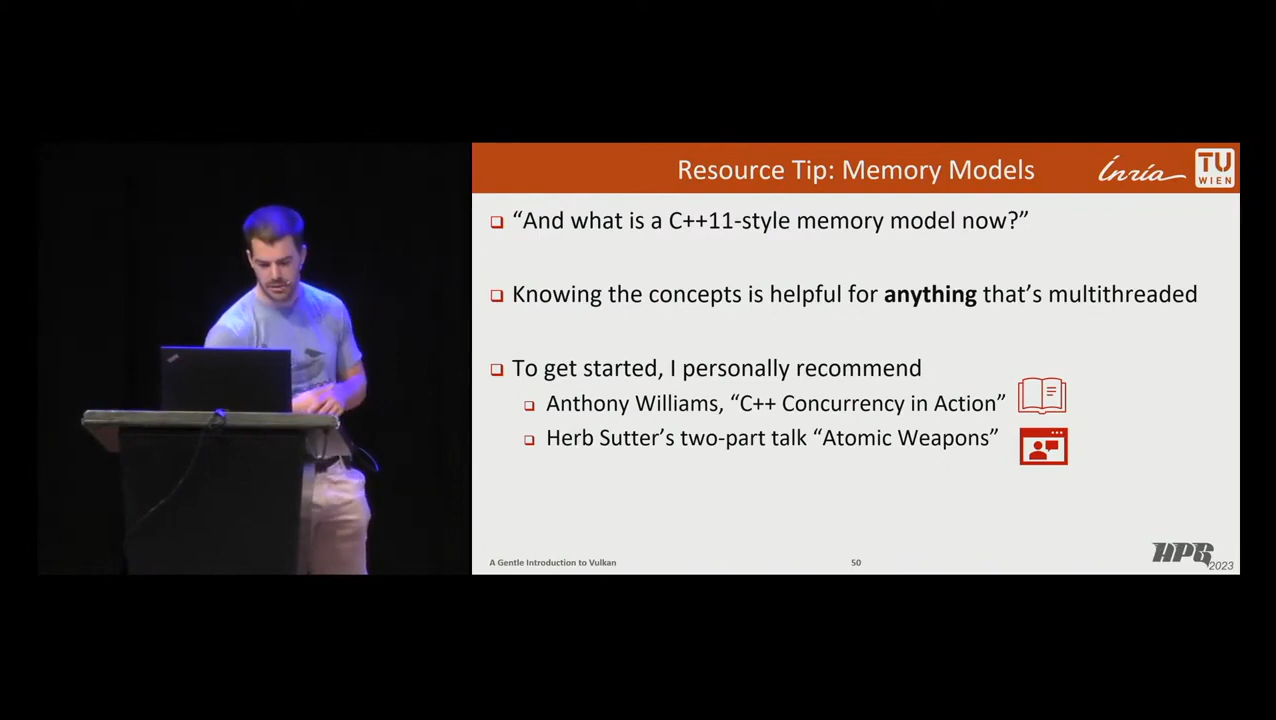 Resource Tip: Memory Models
Inria
TU
WIEN
“And what is a C++11-style memory model now?”
Knowing the concepts is helpful for anything that’s multithreaded
To get started, I personally recommend
Anthony Williams, “C++ Concurrency in Action”
Herb Sutter’s two-part talk “Atomic Weapons”
A Gentle Introduction to Vulkan
50
HPG
2023